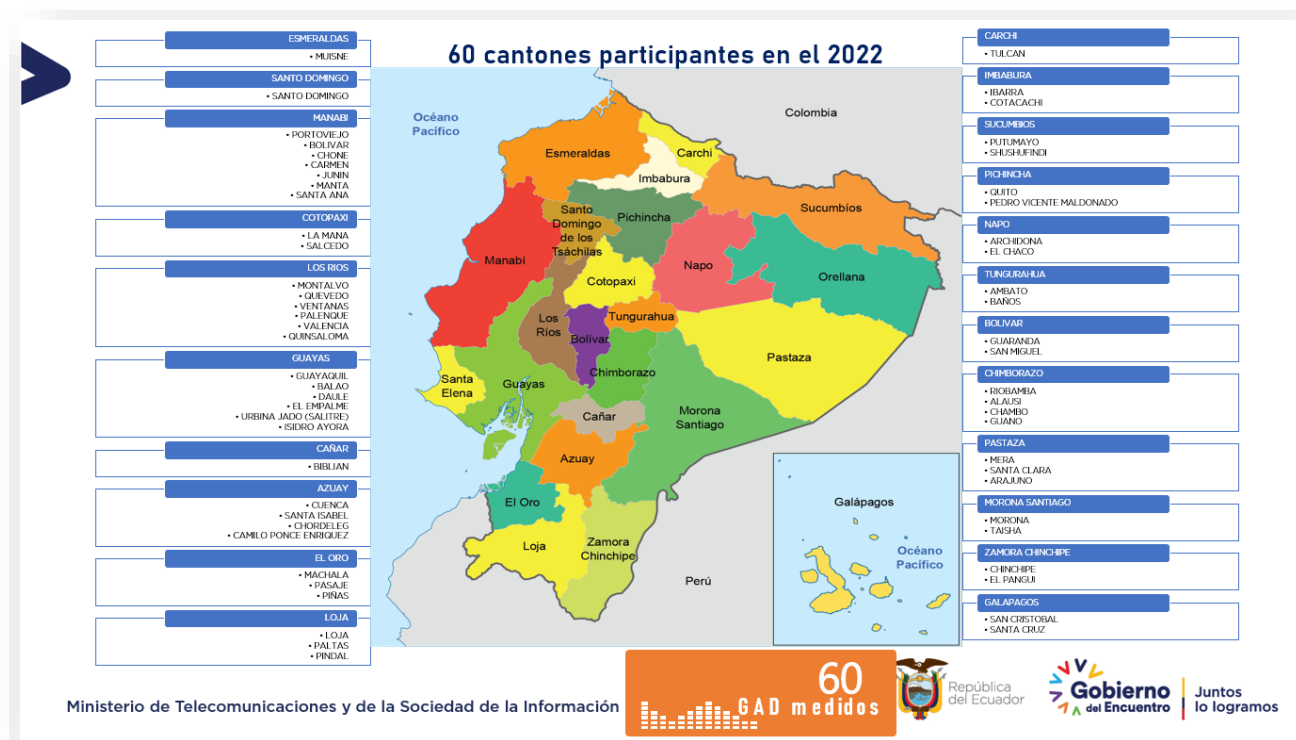 60 cantones participantes en el 2022
ESMERALDAS
• MUISNE
SANTO DOMINGO
• SANTO DOMINGO
MANABI
• PORTOVIEJO
• BOLIVAR
• CHONE
• CARMEN
• JUNIN
• MANTA
• SANTA ANA
COTOPAXI
• LA MANA
• SALCEDO
LOS RIOS
• MONTALVO
• QUEVEDO
• VENTANAS
• PALENQUE
• VALENCIA
• QUINSALOMA
GUAYAS
• GUAYAQUIL
• BALAO
• DAULE
• EL EMPALME
• URBINA JADO (SALITRE)
• ISIDRO AYORA
CAÑAR
• BIBLIAN
AZUAY
• CUENCA
• SANTA ISABEL
• CHORDELEG
• CAMILO PONCE ENRIQUEZ
EL ORO
• MACHALA
• PASAJE
• PIÑAS
LOJA
• LOJA
• PALTAS
• PINDAL
Océano
Pacífico
Colombia
Esmeraldas
Carchi
Imbabura
Sucumbios
Santo
Domingo
de los
Tsáchilas
Pichincha
Manabí
Napo
Orellana
Cotopaxi
Los
Ríos
Bolívar
Tungurahua
Pastaza
Santa
Elena
Guayas
Chimborazo
Cañar
Morona
Santiago
Azuay
El Oro
Loja
Zamora
Chinchipe
Perú
Galápagos
Océano
Pacífico
CARCHI
• TULCAN
IMBABURA
• IBARRA
• COTACACHI
SUCUMBIOS
• PUTUMAYO
• SHUSHUFINDI
PICHINCHA
• QUITO
• PEDRO VICENTE MALDONADO
NAPO
• ARCHIDONA
• EL CHACO
TUNGURAHUA
• AMBATO
• BAÑOS
BOLIVAR
• GUARANDA
• SAN MIGUEL
CHIMBORAZO
• RIOBAMBA
• ALAUSI
• CHAMBO
• GUANO
PASTAZA
• MERA
• SANTA CLARA
• ARAJUNO
MORONA SANTIAGO
• MORONA
• TAISHA
ZAMORA CHINCHIPE
• CHINCHIPE
• EL PANGUI
GALAPAGOS
• SAN CRISTOBAL
• SANTA CRUZ
Ministerio de Telecomunicaciones y de la Sociedad de la Información
60
GAD medidos
República
del Ecuador
Gobierno
del Encuentro
Juntos
lo logramos